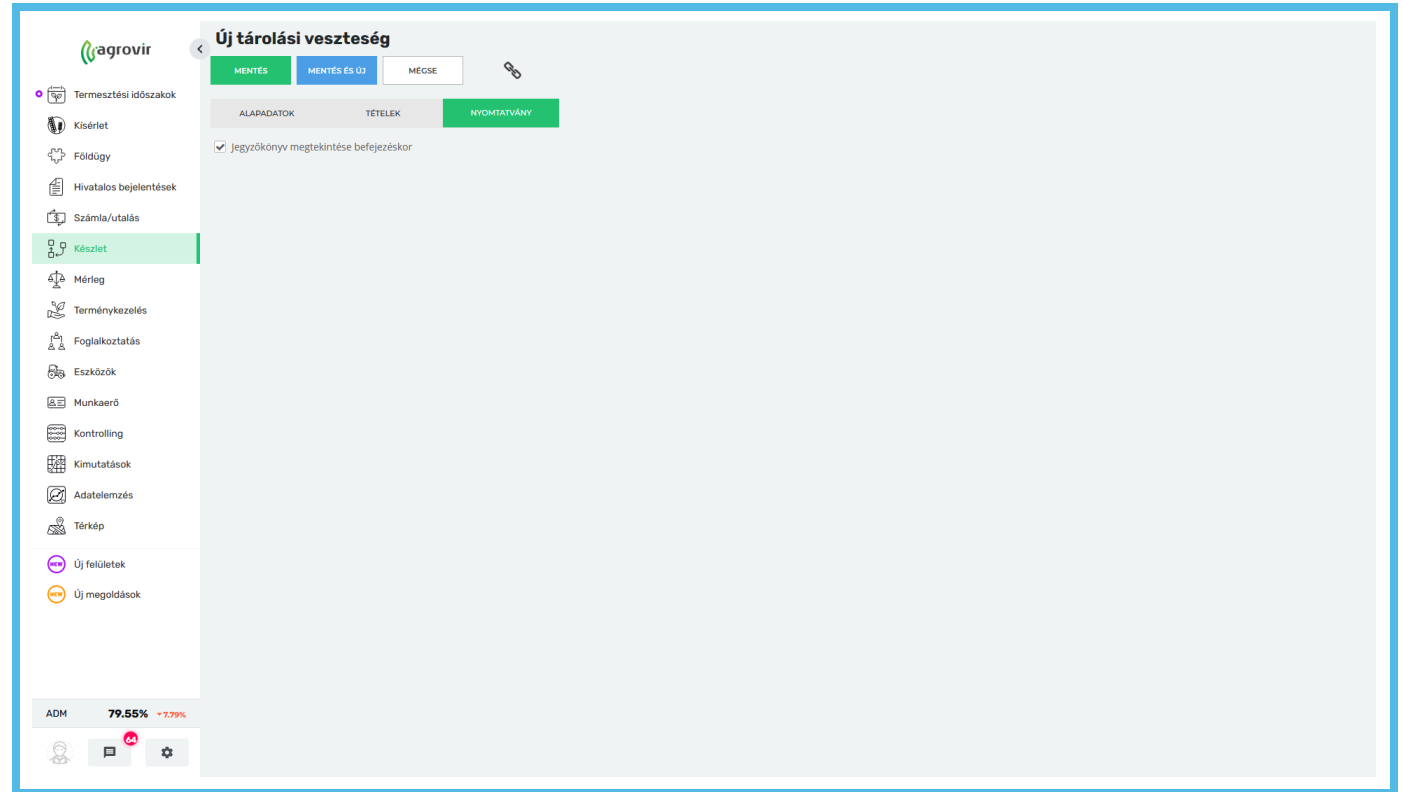 agrovir
Termesztési időszakok
Kísérlet
Földügy
Hivatalos bejelentések
Számla/utalás
Készlet
Mérleg
Terménykezelés
Foglalkoztatás
Eszközök
Munkaerő
Kontrolling
Kimutatások
Adatelemzés
Térkép
NEW Új felületek
NEW Új megoldások
ADM 79.55% 7.79%
64
Új tárolási veszteség
MENTÉS MENTÉS ÉS ÚJ MÉGSE
ALAPADATOK TÉTELEK NYOMTATVÁNY
Jegyzőkönyv megtekintése befejezéskor